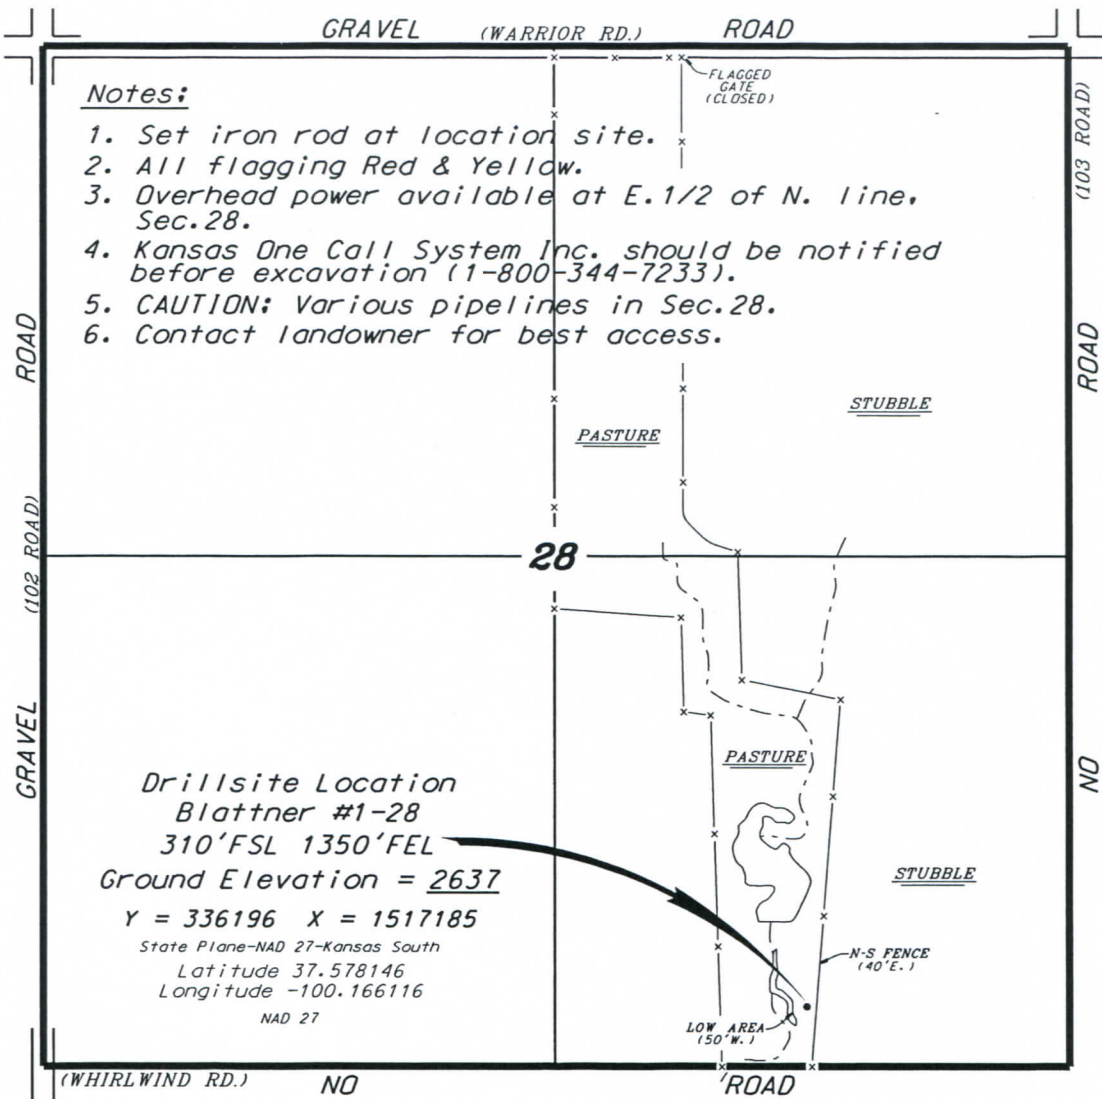 GRAVEL (WARRIOR RD.) ROAD
FLAGGED
GATE
(CLOSED)
Notes:
1. Set iron rod at location site.
2. All flagging Red & Yellow.
3. Overhead power available at E.1/2 of N. line,
Sec.28.
4. Kansas One Call System Inc. should be notified
before excavation (1-800-344-7233).
5. CAUTION: Various pipelines in Sec.28.
6. Contact landowner for best access.
(103 ROAD)
ROAD
ROAD
STUBBLE
PASTURE
(102 ROAD)
28
GRAVEL
NO
PASTURE
Drillsite Location
Blattner #1-28
310'FSL 1350'FEL
Ground Elevation = 2637
Y = 336196 X = 1517185
State Plane-NAD 27-Kansas South
Latitude 37.578146
Longitude -100.166116
NAD 27
STUBBLE
N-S FENCE
(40'E.)
LOW AREA
(50'W.)
(WHIRLWIND RD.) NO ROAD